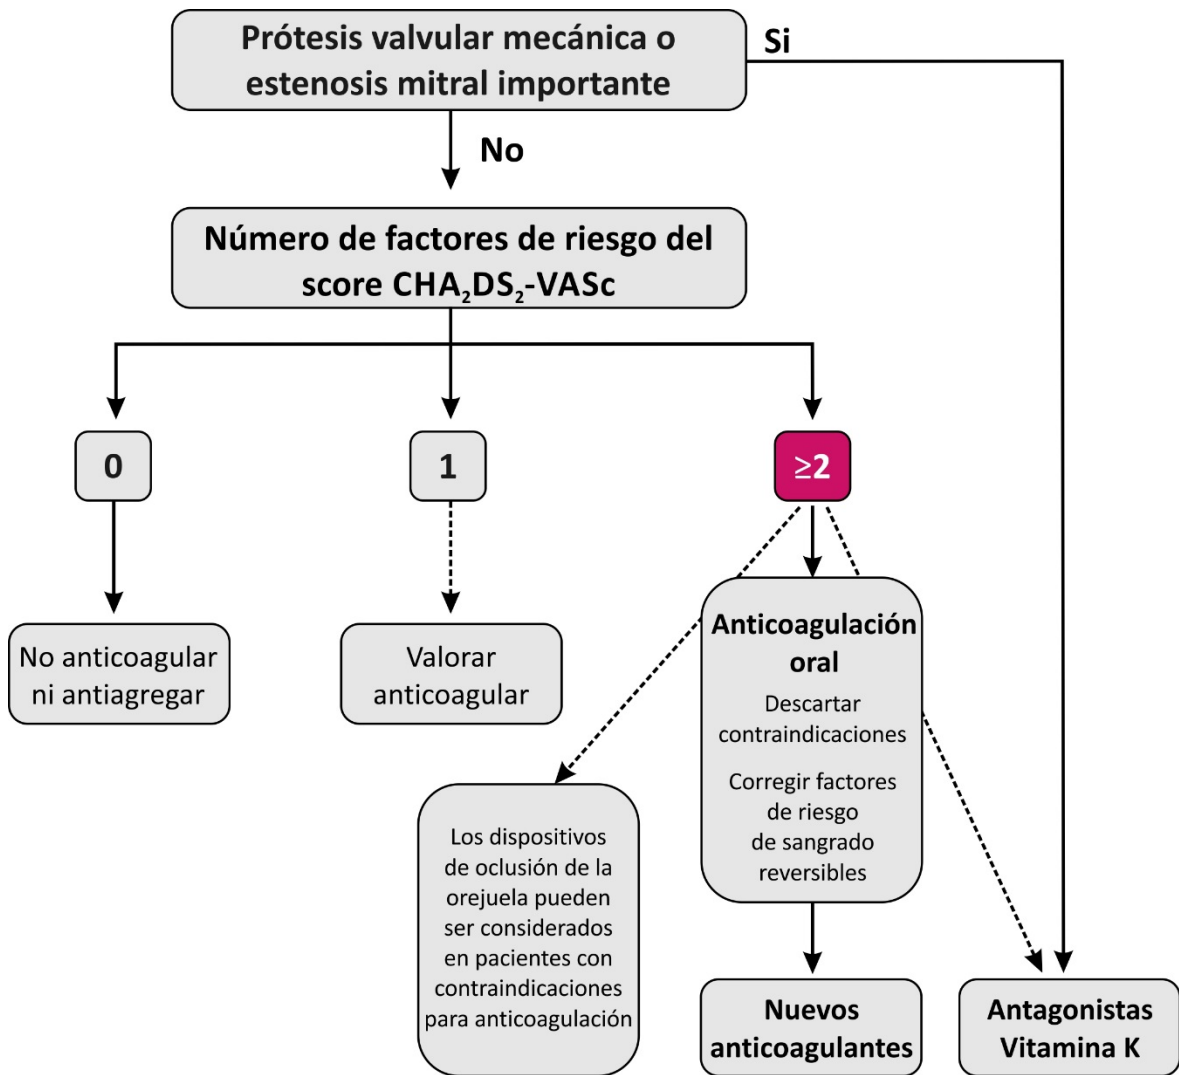 Prótesis valvular mecánica o
estenosis mitral importante
Si
No
Número de factores de riesgo del
score CHA₂DS₂-VASc
0
1
≥2
No anticoagular
ni antiagregar
Valorar
anticoagular
Anticoagulación
oral
Descartar
contraindicaciones
Corregir factores
de riesgo
de sangrado
reversibles
Los dispositivos
de oclusión de la
orejuela pueden
ser considerados
en pacientes con
contraindicaciones
para anticoagulación
Nuevos
anticoagulantes
Antagonistas
Vitamina K